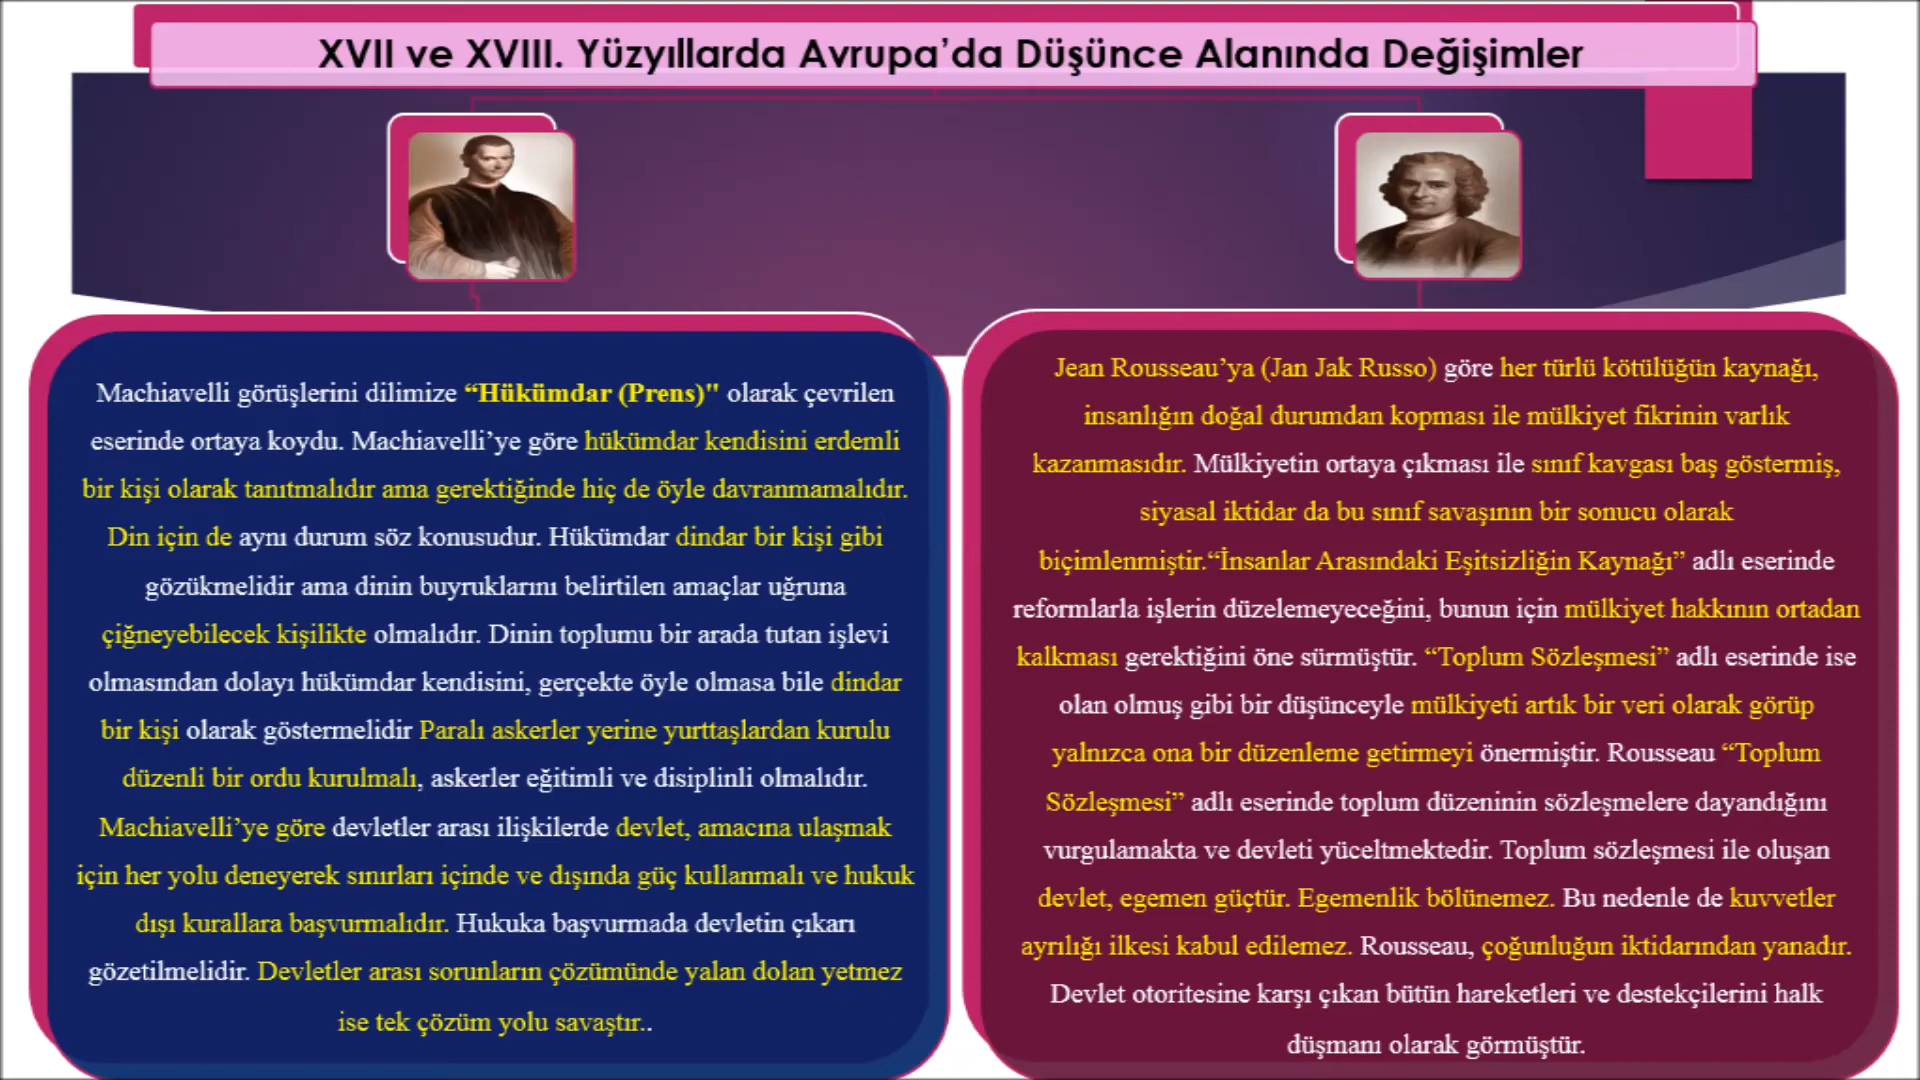 XVII ve XVIII. Yüzyıllarda Avrupa’da Düşünce Alanında Değişimler
Machiavelli görüşlerini dilimize “Hükümdar (Prens)" olarak çevrilen
eserinde ortaya koydu. Machiavelli’ye göre hükümdar kendisini erdemli
bir kişi olarak tanıtmalıdır ama gerektiğinde hiç de öyle davranmamalıdır.
Din için de aynı durum söz konusudur. Hükümdar dindar bir kişi gibi
gözükmelidir ama dinin buyruklarını belirtilen amaçlar uğruna
çiğneyebilecek kişilikte olmalıdır. Dinin toplumu bir arada tutan işlevi
olmasından dolayı hükümdar kendisini, gerçekte öyle olmasa bile dindar
bir kişi olarak göstermelidir Paralı askerler yerine yurttaşlardan kurulu
düzenli bir ordu kurulmalı, askerler eğitimli ve disiplinli olmalıdır.
Machiavelli’ye göre devletler arası ilişkilerde devlet, amacına ulaşmak
için her yolu deneyerek sınırları içinde ve dışında güç kullanmalı ve hukuk
dışı kurallara başvurmalıdır. Hukuka başvurmada devletin çıkarı
gözetilmelidir. Devletler arası sorunların çözümünde yalan dolan yetmez
ise tek çözüm yolu savaştır..
Jean Rousseau’ya (Jan Jak Russo) göre her türlü kötülüğün kaynağı,
insanlığın doğal durumdan kopması ile mülkiyet fikrinin varlık
kazanmasıdır. Mülkiyetin ortaya çıkması ile sınıf kavgası baş göstermiş,
siyasal iktidar da bu sınıf savaşının bir sonucu olarak
biçimlenmiştir.“İnsanlar Arasındaki Eşitsizliğin Kaynağı” adlı eserinde
reformlarla işlerin düzelemeyeceğini, bunun için mülkiyet hakkının ortadan
kalkması gerektiğini öne sürmüştür. “Toplum Sözleşmesi” adlı eserinde ise
olan olmuş gibi bir düşünceyle mülkiyeti artık bir veri olarak görüp
yalnızca ona bir düzenleme getirmeyi önermiştir. Rousseau “Toplum
Sözleşmesi” adlı eserinde toplum düzeninin sözleşmelere dayandığını
vurgulamakta ve devleti yüceltmektedir. Toplum sözleşmesi ile oluşan
devlet, egemen güçtür. Egemenlik bölünemez. Bu nedenle de kuvvetler
ayrılığı ilkesi kabul edilemez. Rousseau, çoğunluğun iktidarından yanadır.
Devlet otoritesine karşı çıkan bütün hareketleri ve destekçilerini halk
düşmanı olarak görmüştür.